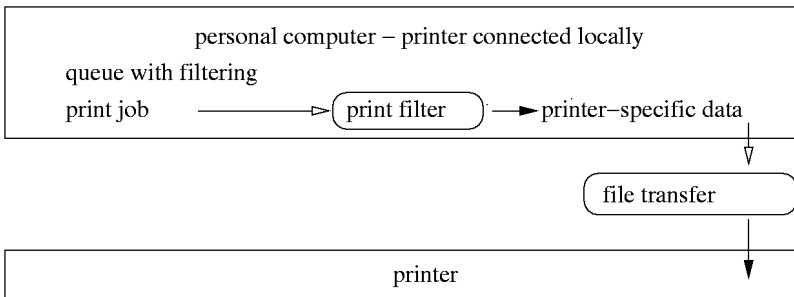 personal computer – printer connected locally
queue with filtering
print job print filter printer–specific data
file transfer
printer